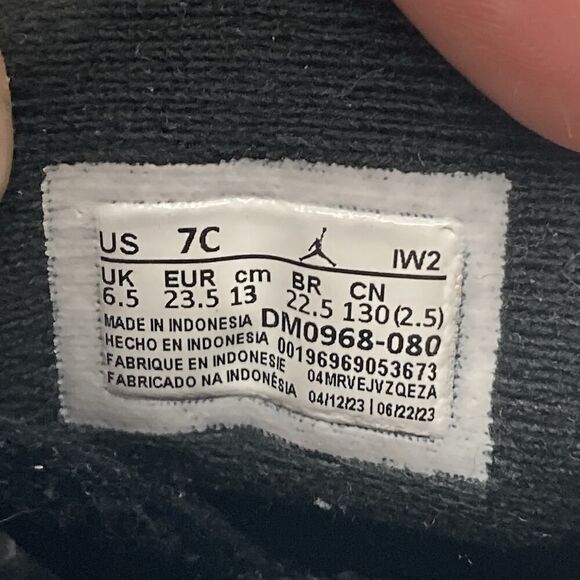 US 7C IW2
UK EUR cm BR CN
6.5 23.5 13 22.5 130(2.5)
MADE IN INDONESIA DM0968-080
HECHO EN INDONESIA 00196969053673
FABRIQUE EN INDONESIE 04MRVEJVZQEZA
FABRICADO NA INDONÉSIA 04/12/23 | 06/22/23